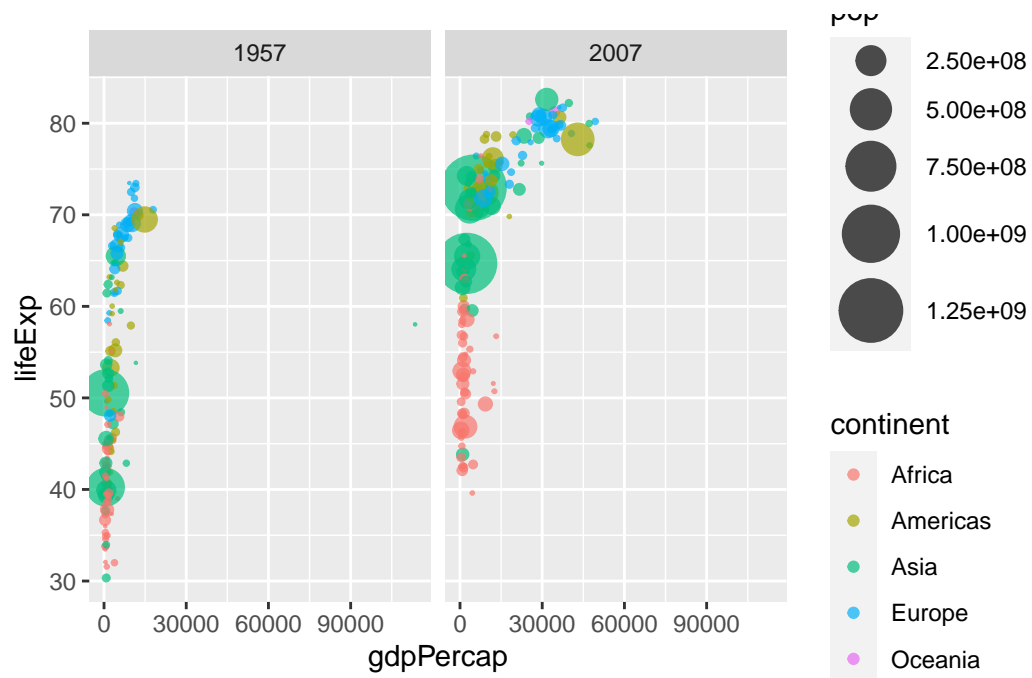 1957
2007
lifeExp
80
70
60
50
40
30
0
30000
60000
90000
0
30000
60000
90000
gdpPercap
pop
2.50e+08
5.00e+08
7.50e+08
1.00e+09
1.25e+09
continent
Africa
Americas
Asia
Europe
Oceania